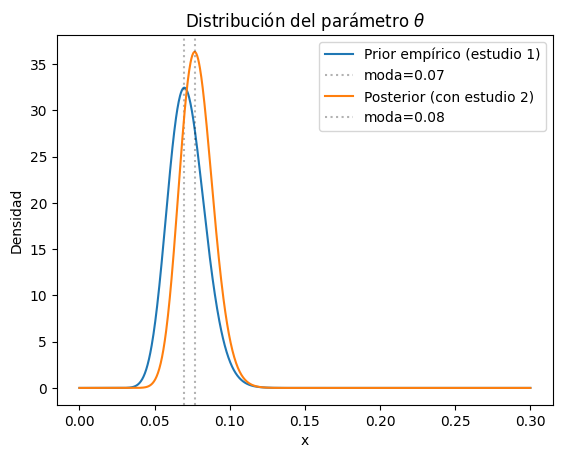 Distribución del parámetro θ
Prior empírico (estudio 1)
moda=0.07
Posterior (con estudio 2)
moda=0.08
Densidad
35
30
25
20
15
10
5
0
0.00 0.05 0.10 0.15 0.20 0.25 0.30
x